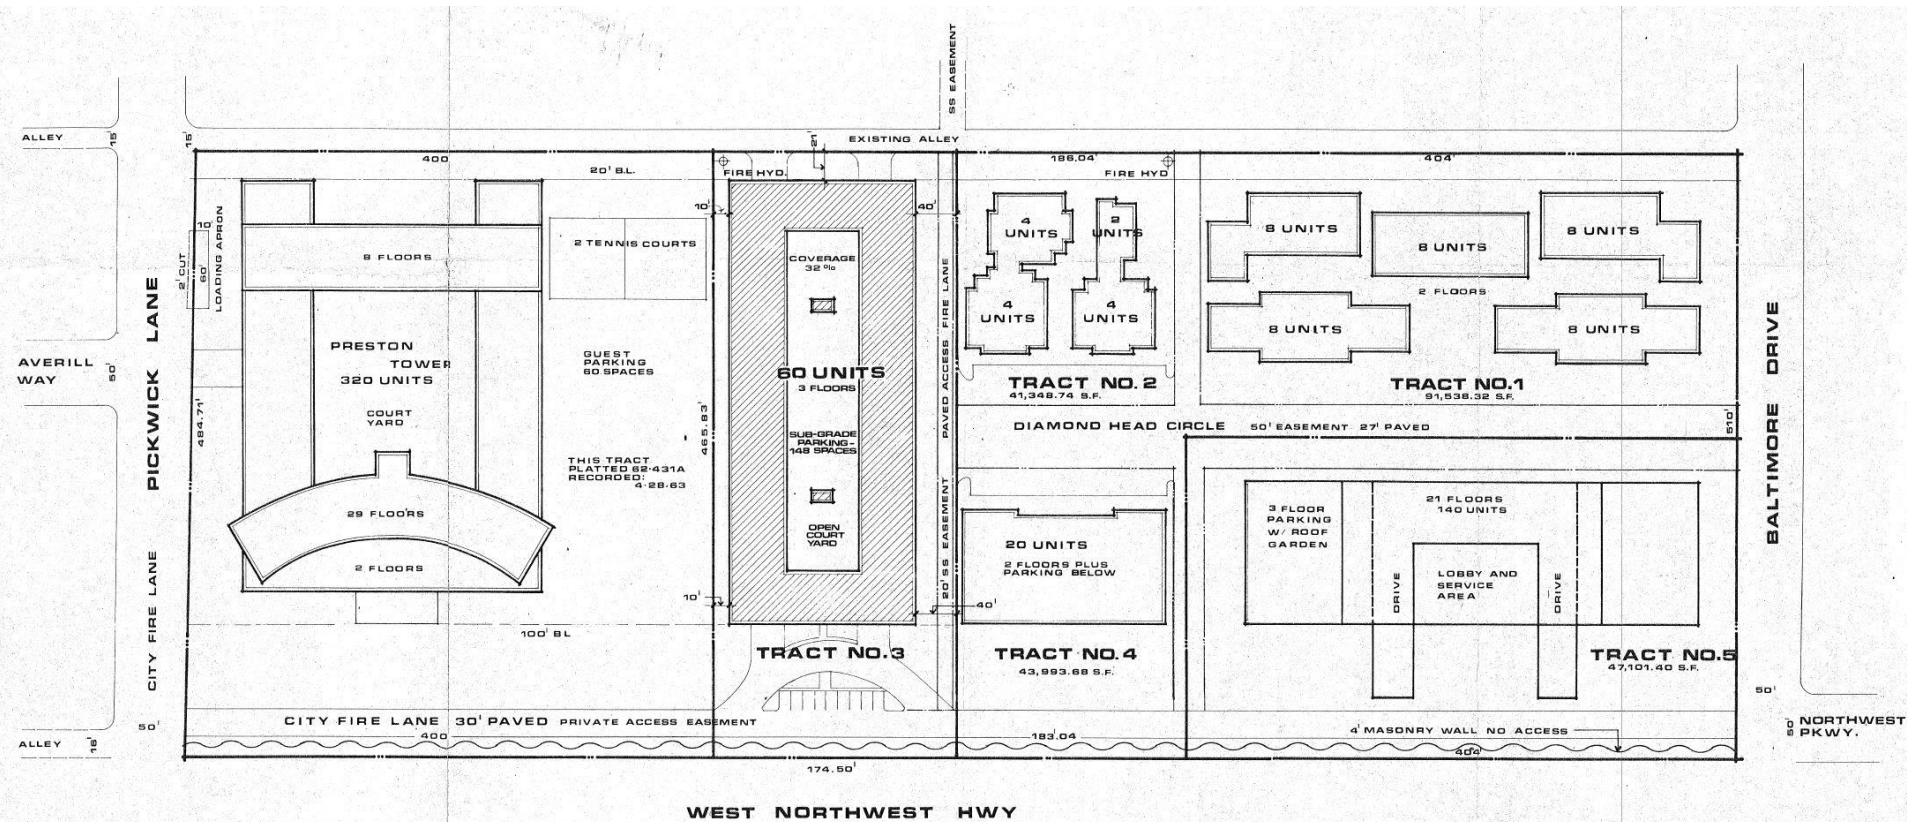 SS EASEMENT
ALLEY
15'
15'
21'
EXISTING ALLEY
400
20' B.L.
FIRE HYD.
186.04'
FIRE HYD
404'
10'
40'
10'
LOADING APRON
2' CUT
60'
8 FLOORS
2 TENNIS COURTS
COVERAGE
32 %
4
UNITS
2
UNITS
4
UNITS
4
UNITS
8 UNITS
8 UNITS
8 UNITS
2 FLOORS
8 UNITS
8 UNITS
PICKWICK LANE
AVERILL
WAY
50'
484.71'
PRESTON
TOWER
320 UNITS
COURT
YARD
GUEST
PARKING
60 SPACES
465.83'
60 UNITS
3 FLOORS
PAVED ACCESS FIRE LANE
TRACT NO. 2
41,348.74 S.F.
TRACT NO.1
91,538.32 S.F.
BALTIMORE DRIVE
510'
DIAMOND HEAD CIRCLE 50' EASEMENT 27' PAVED
SUB-GRADE
PARKING-
148 SPACES
THIS TRACT
PLATTED 62-431A
RECORDED:
4-28-63
29 FLOORS
2 FLOORS
OPEN
COURT
YARD
20' SS EASEMENT
20 UNITS
2 FLOORS PLUS
PARKING BELOW
3 FLOOR
PARKING
W/ ROOF
GARDEN
21 FLOORS
140 UNITS
DRIVE
LOBBY AND
SERVICE
AREA
DRIVE
CITY FIRE LANE
10'
40'
100' BL
TRACT NO.3
TRACT NO.4
43,993.68 S.F.
TRACT NO.5
47,101.40 S.F.
50'
50'
CITY FIRE LANE 30' PAVED PRIVATE ACCESS EASEMENT
400
183.04
4' MASONRY WALL NO ACCESS
404'
50'
NORTHWEST
PKWY.
ALLEY
16'
174.50'
WEST NORTHWEST HWY